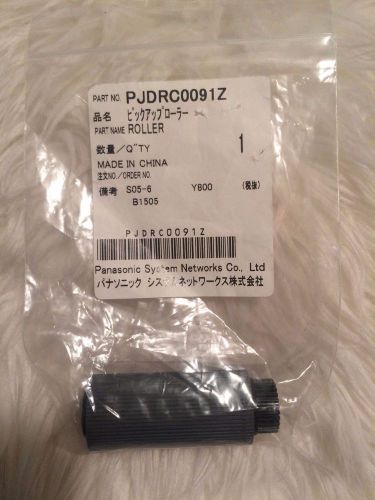 PART NO. PJDRC0091Z
品名 ピックアップローラー
PART NAME ROLLER
数量/Q'TY 1
MADE IN CHINA
注文NO./ORDER NO.
備考 S05-6 Y800 (税抜)
B1505
PJDRC0091Z
Panasonic System Networks Co., Ltd
パナソニック システムネットワークス株式会社